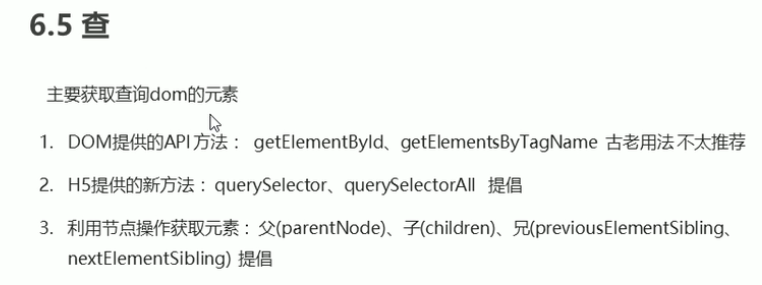 6.5 查
主要获取查询dom的元素
1. DOM提供的API 方法： getElementById、getElementsByTagName 古老用法 不太推荐
2. H5提供的新方法： querySelector、querySelectorAll 提倡
3. 利用节点操作获取元素： 父(parentNode)、子(children)、兄(previousElementSibling、
nextElementSibling) 提倡